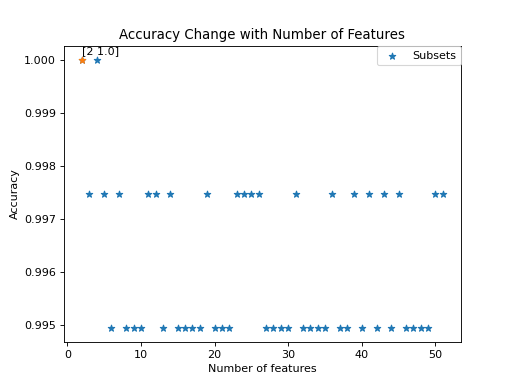 Accuracy Change with Number of Features
[2 1.0]
Subsets
1.000
0.999
0.998
0.997
0.996
0.995
Accuracy
0 10 20 30 40 50
Number of features